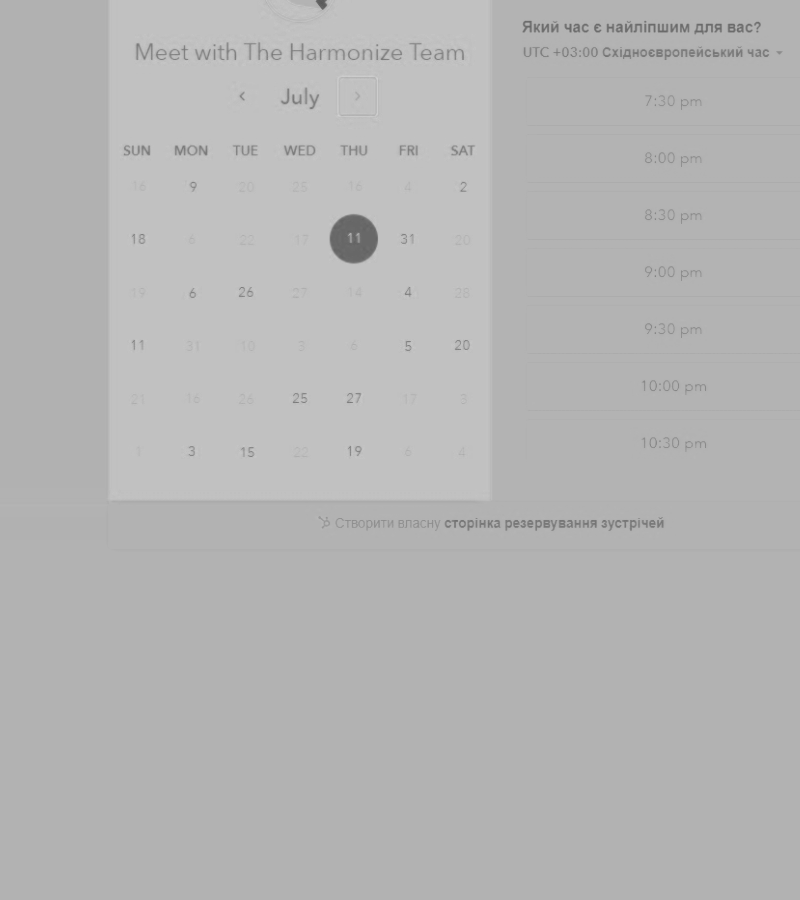 Meet with The Harmonize Team
July
SUN MON TUE WED THU FRI SAT
16 9 20 25 16 4 2
18 6 22 17 11 31 20
19 6 26 27 14 4 28
11 31 10 3 6 5 20
21 16 26 25 27 17 3
1 3 15 22 19 6 4
Який час є найліпшим для вас?
UTC +03:00 Східноєвропейський час
7:30 pm
8:00 pm
8:30 pm
9:00 pm
9:30 pm
10:00 pm
10:30 pm
Створити власну сторінка резервування зустрічей